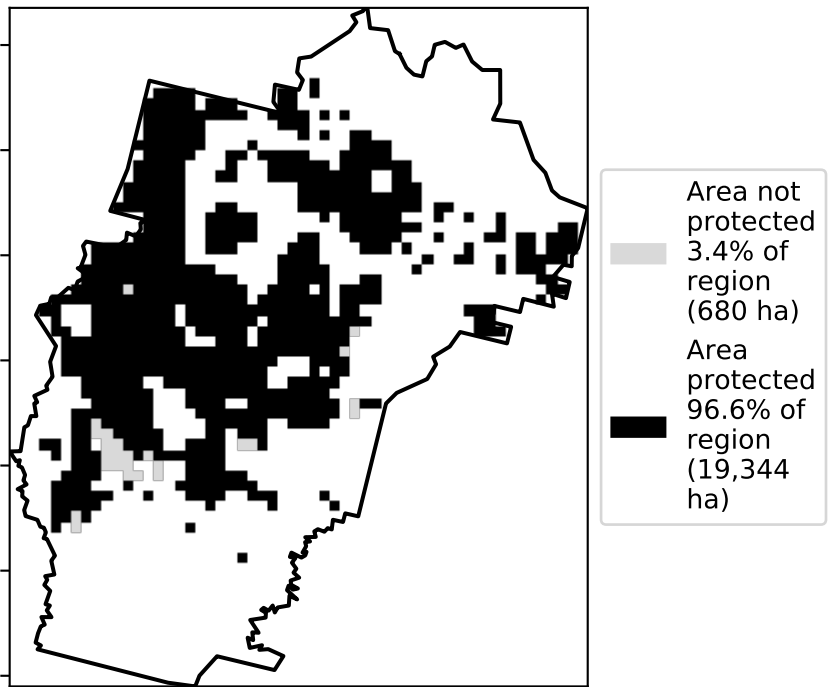 Area not
protected
3.4% of
region
(680 ha)
Area
protected
96.6% of
region
(19,344
ha)